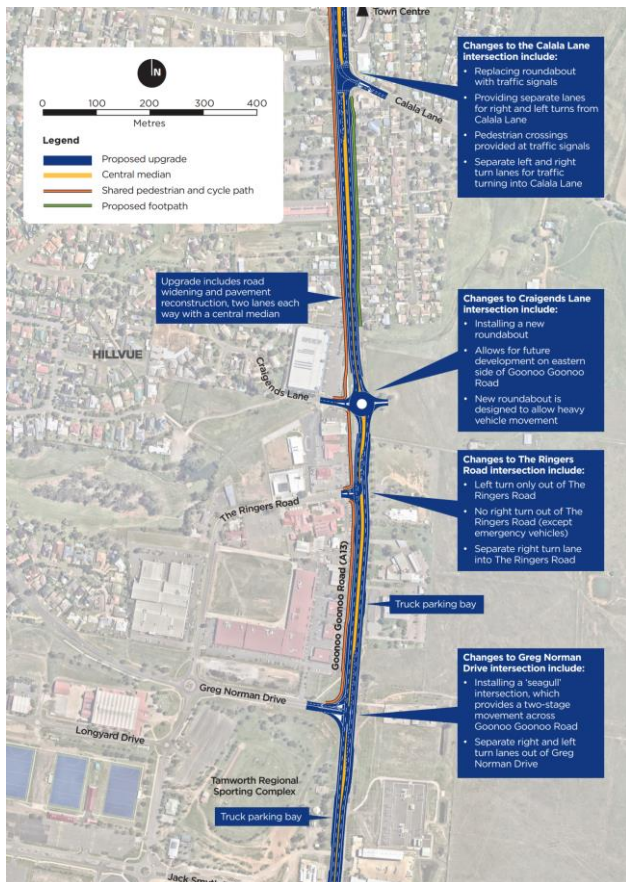 Town Centre
N
0 100 200 300 400
Metres
Legend
Proposed upgrade
Central median
Shared pedestrian and cycle path
Proposed footpath
Calala Lane
Changes to the Calala Lane
intersection include:
• Replacing roundabout
with traffic signals
• Providing separate lanes
for right and left turns from
Calala Lane
• Pedestrian crossings
provided at traffic signals
• Separate left and right
turn lanes for traffic
turning into Calala Lane
Upgrade includes road
widening and pavement
reconstruction, two lanes each
way with a central median
HILLVUE
Craigends Lane
Changes to Craigends Lane
intersection include:
• Installing a new
roundabout
• Allows for future
development on eastern
side of Goonoo Goonoo
Road
• New roundabout is
designed to allow heavy
vehicle movement
The Ringers Road
Changes to The Ringers
Road intersection include:
• Left turn only out of The
Ringers Road
• No right turn out of The
Ringers Road (except
emergency vehicles)
• Separate right turn lane
into The Ringers Road
Goonoo Goonoo Road (A13)
Truck parking bay
Greg Norman Drive
Changes to Greg Norman
Drive intersection include:
• Installing a ‘seagull’
intersection, which
provides a two-stage
movement across
Goonoo Goonoo Road
• Separate right and left
turn lanes out of Greg
Norman Drive
Longyard Drive
Tamworth Regional
Sporting Complex
Truck parking bay
Jack